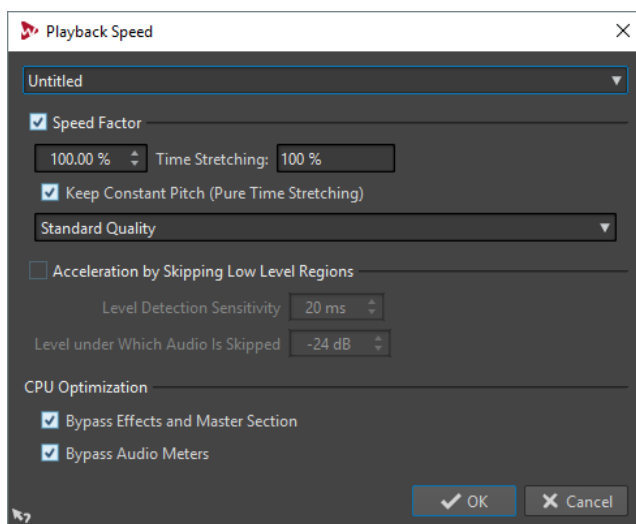 Playback Speed
Untitled
Speed Factor
100.00 % Time Stretching: 100 %
Keep Constant Pitch (Pure Time Stretching)
Standard Quality
Acceleration by Skipping Low Level Regions
Level Detection Sensitivity 20 ms
Level under Which Audio Is Skipped -24 dB
CPU Optimization
Bypass Effects and Master Section
Bypass Audio Meters
OK Cancel